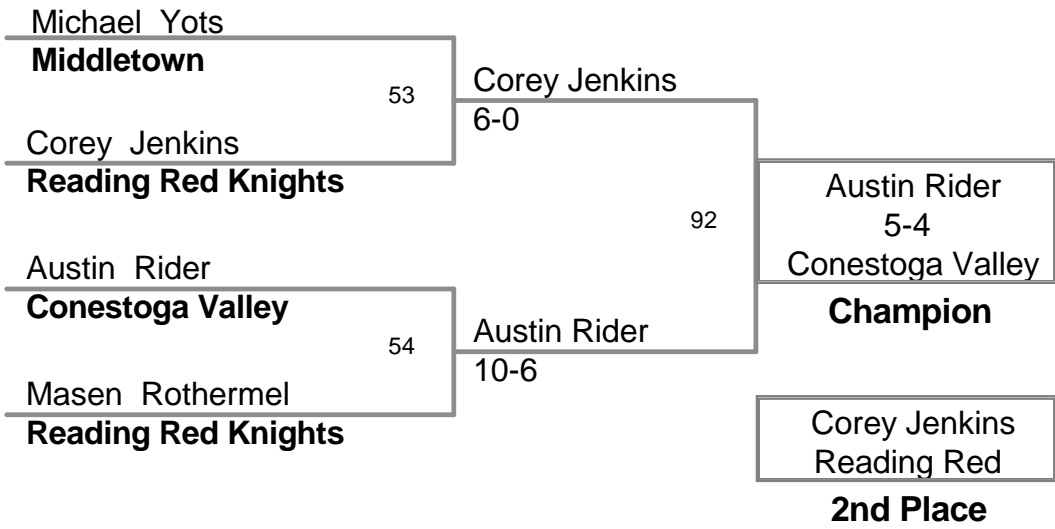 Michael Yots
Middletown
53
Corey Jenkins
6-0
Corey Jenkins
Reading Red Knights
92
Austin Rider
5-4
Conestoga Valley
Champion
Austin Rider
Conestoga Valley
54
Austin Rider
10-6
Masen Rothermel
Reading Red Knights
Corey Jenkins
Reading Red
2nd Place